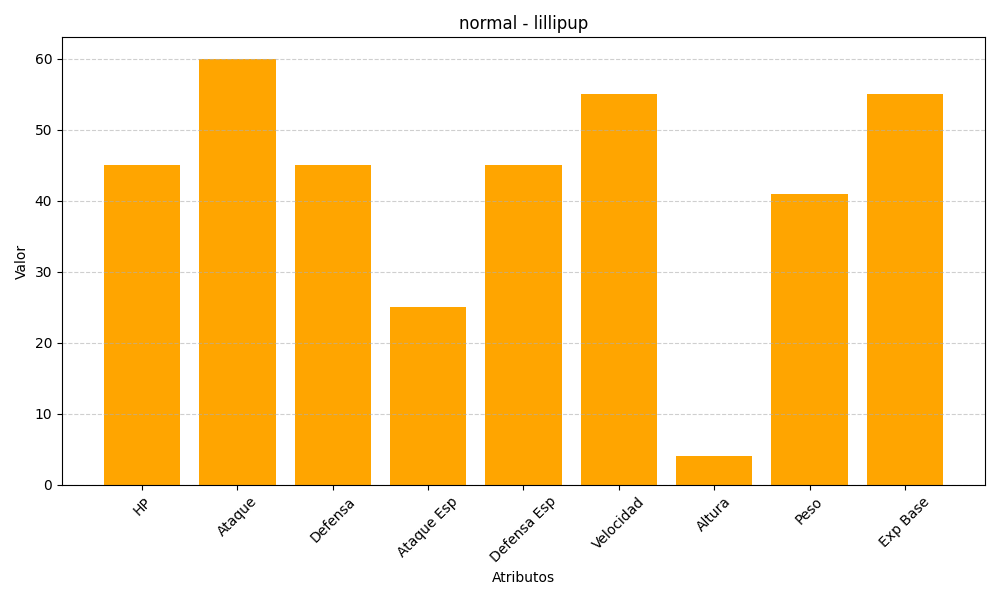 normal - lillipup
Valor
60
50
40
30
20
10
0
HP
Ataque
Defensa
Ataque Esp
Defensa Esp
Velocidad
Altura
Peso
Exp Base
Atributos